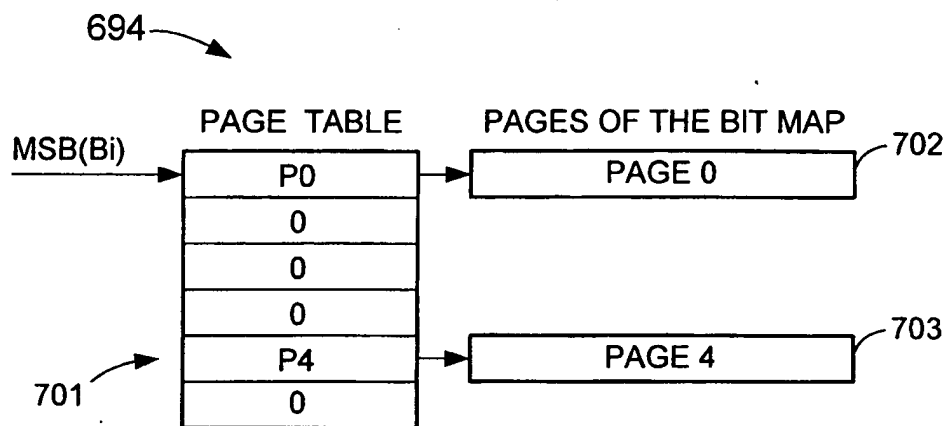 694
PAGE TABLE PAGES OF THE BIT MAP
MSB(Bi) 702
P0 PAGE 0
0
0
0
P4 PAGE 4 703
701
0